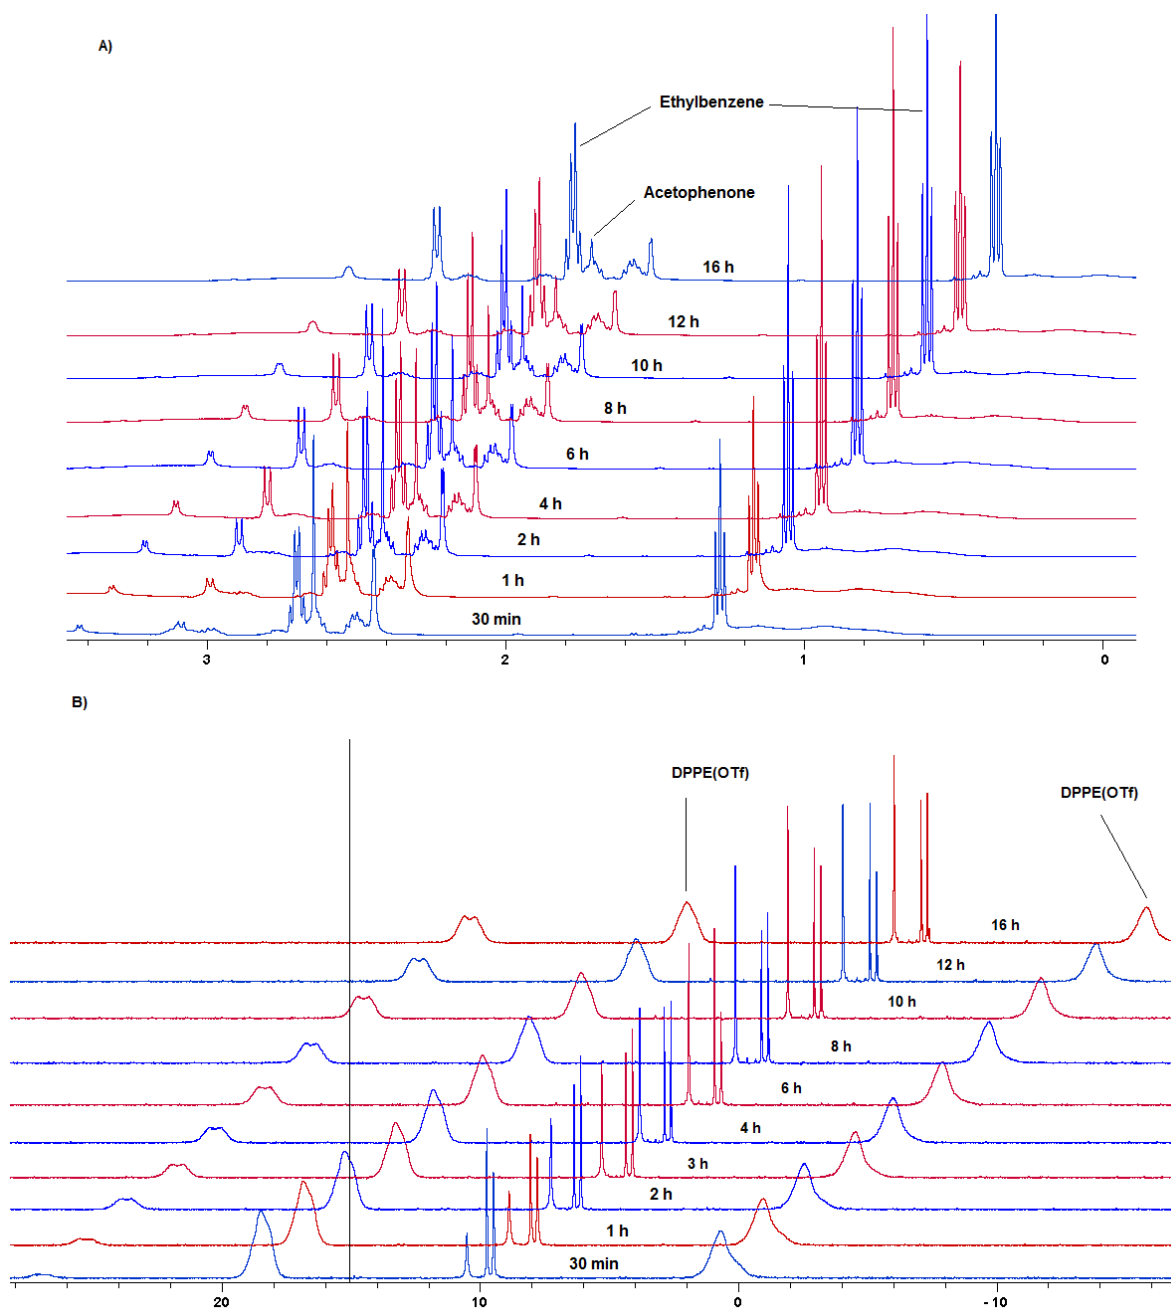 A)
Ethylbenzene
Acetophenone
16 h
12 h
10 h
8 h
6 h
4 h
2 h
1 h
30 min
3 2 1 0
B)
DPPE(OTf)
DPPE(OTf)
16 h
12 h
10 h
8 h
6 h
4 h
3 h
2 h
1 h
30 min
20 10 0 -10